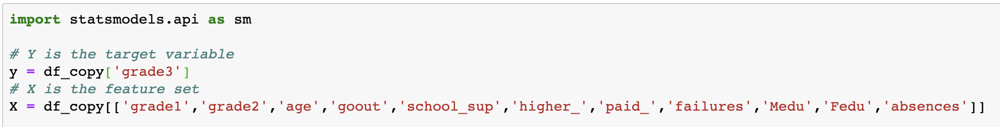 import statsmodels.api as sm
# Y is the target variable
y = df_copy['grade3']
# X is the feature set
X = df_copy[['grade1','grade2','age','goout','school_sup','higher_','paid_','failures','Medu','Fedu','absences']]